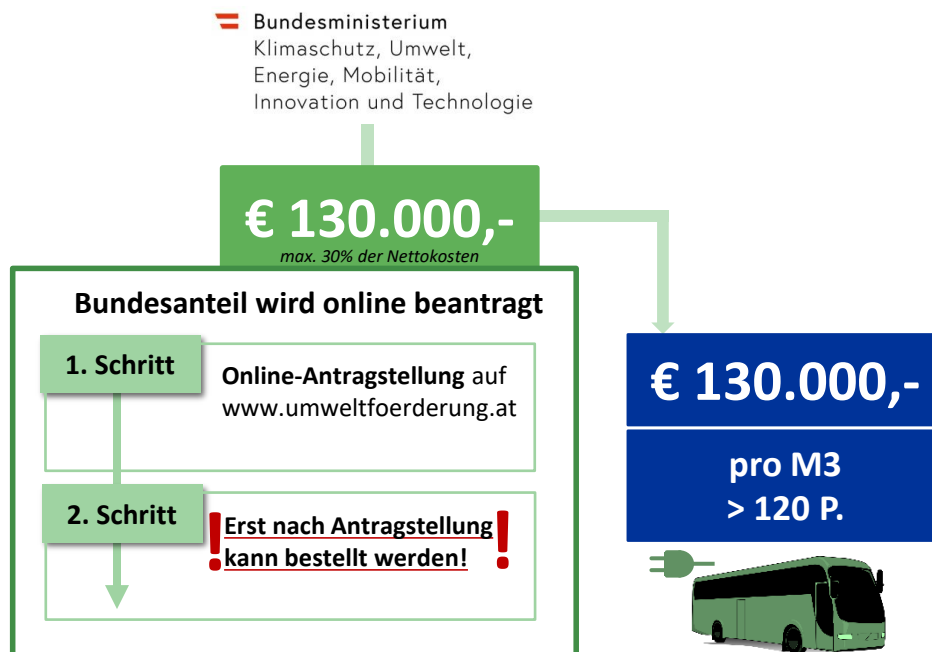 Bundesministerium
Klimaschutz, Umwelt,
Energie, Mobilität,
Innovation und Technologie
€ 130.000,-
max. 30% der Nettokosten
Bundesanteil wird online beantragt
1. Schritt
Online-Antragstellung auf
www.umweltfoerderung.at
2. Schritt
! Erst nach Antragstellung !
kann bestellt werden!
€ 130.000,-
pro M3
> 120 P.